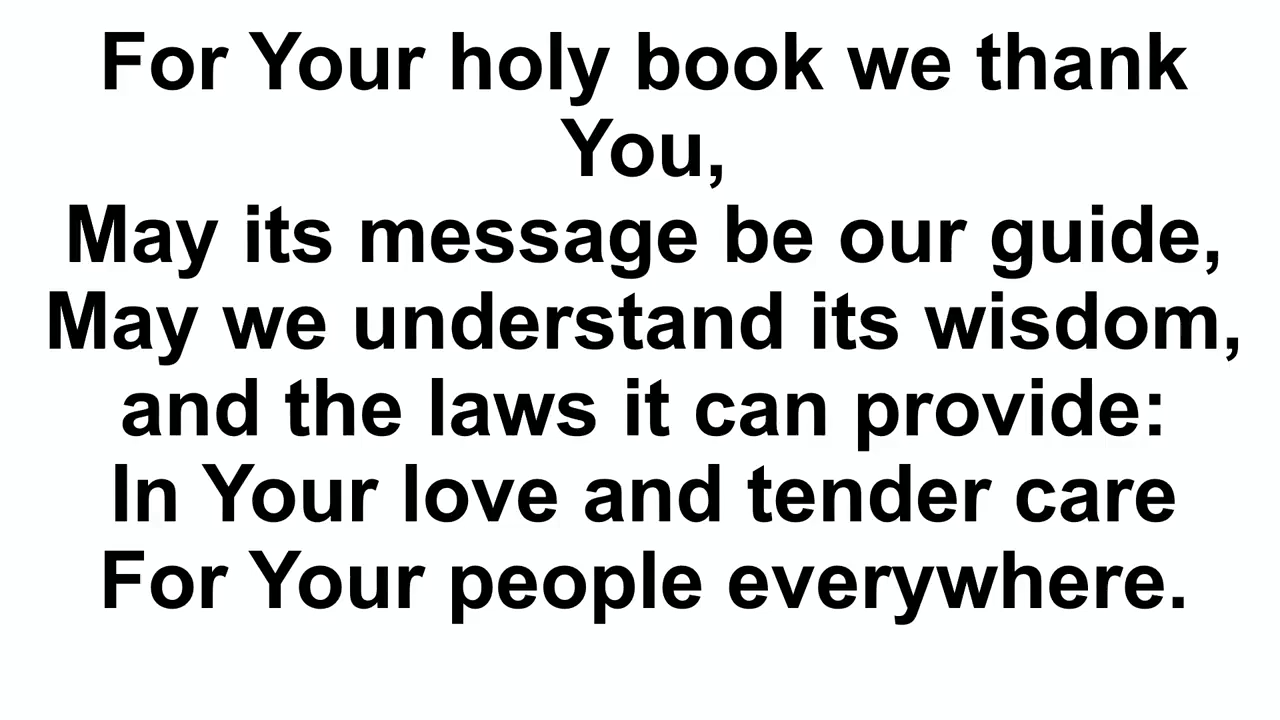 For Your holy book we thank
You,
May its message be our guide,
May we understand its wisdom,
and the laws it can provide:
In Your love and tender care
For Your people everywhere.